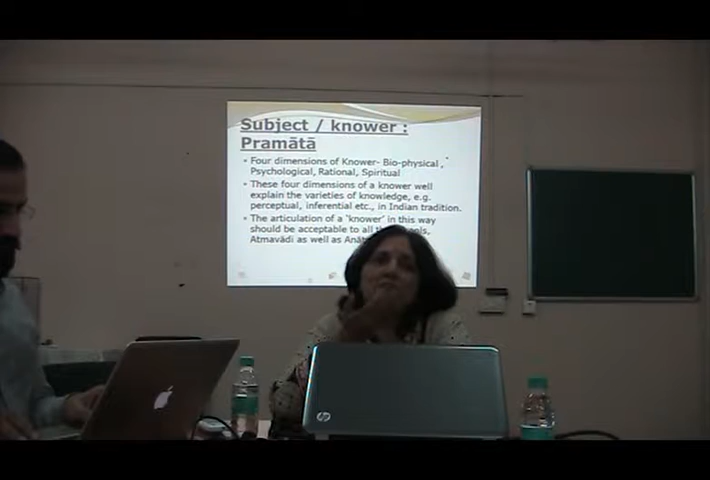 Subject / knower :
Pramātā
• Four dimensions of Knower- Bio-physical ,
Psychological, Rational, Spiritual
• These four dimensions of a knower well
explain the varieties of knowledge, e.g.
perceptual, inferential etc., in Indian tradition.
• The articulation of a 'knower' in this way
should be acceptable to all
Atmavādi as well as
hp